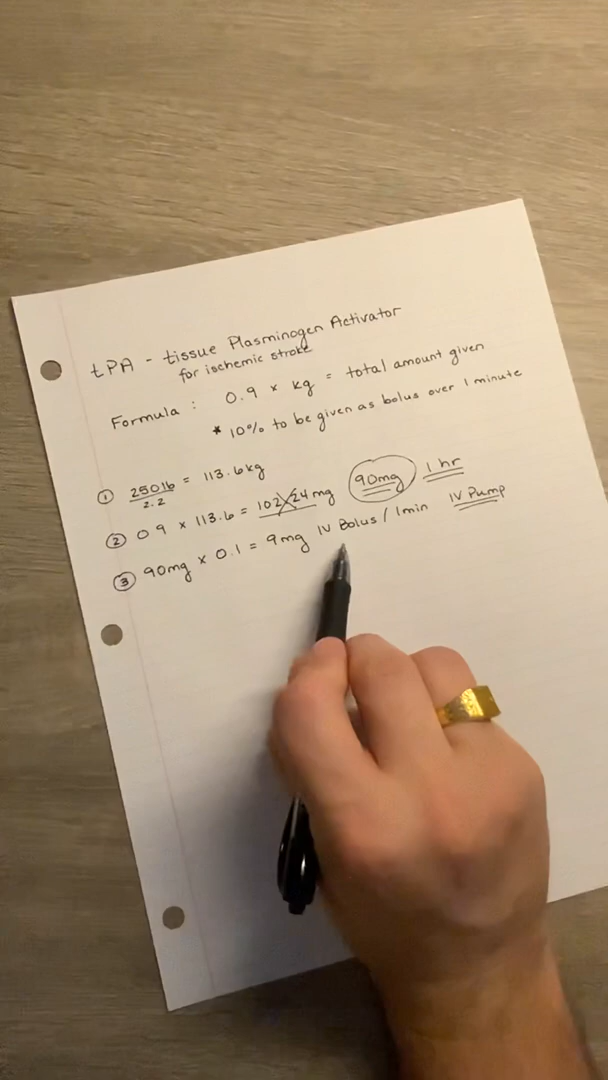 tPA - tissue Plasminogen Activator
for ischemic stroke
Formula : 0.9 × kg = total amount given
* 10% to be given as bolus over 1 minute
① 250lb / 2.2 = 113.6kg
② 0.9 × 113.6 = 102.24mg 90mg 1 hr
③ 90mg × 0.1 = 9mg IV Bolus / 1min IV Pump